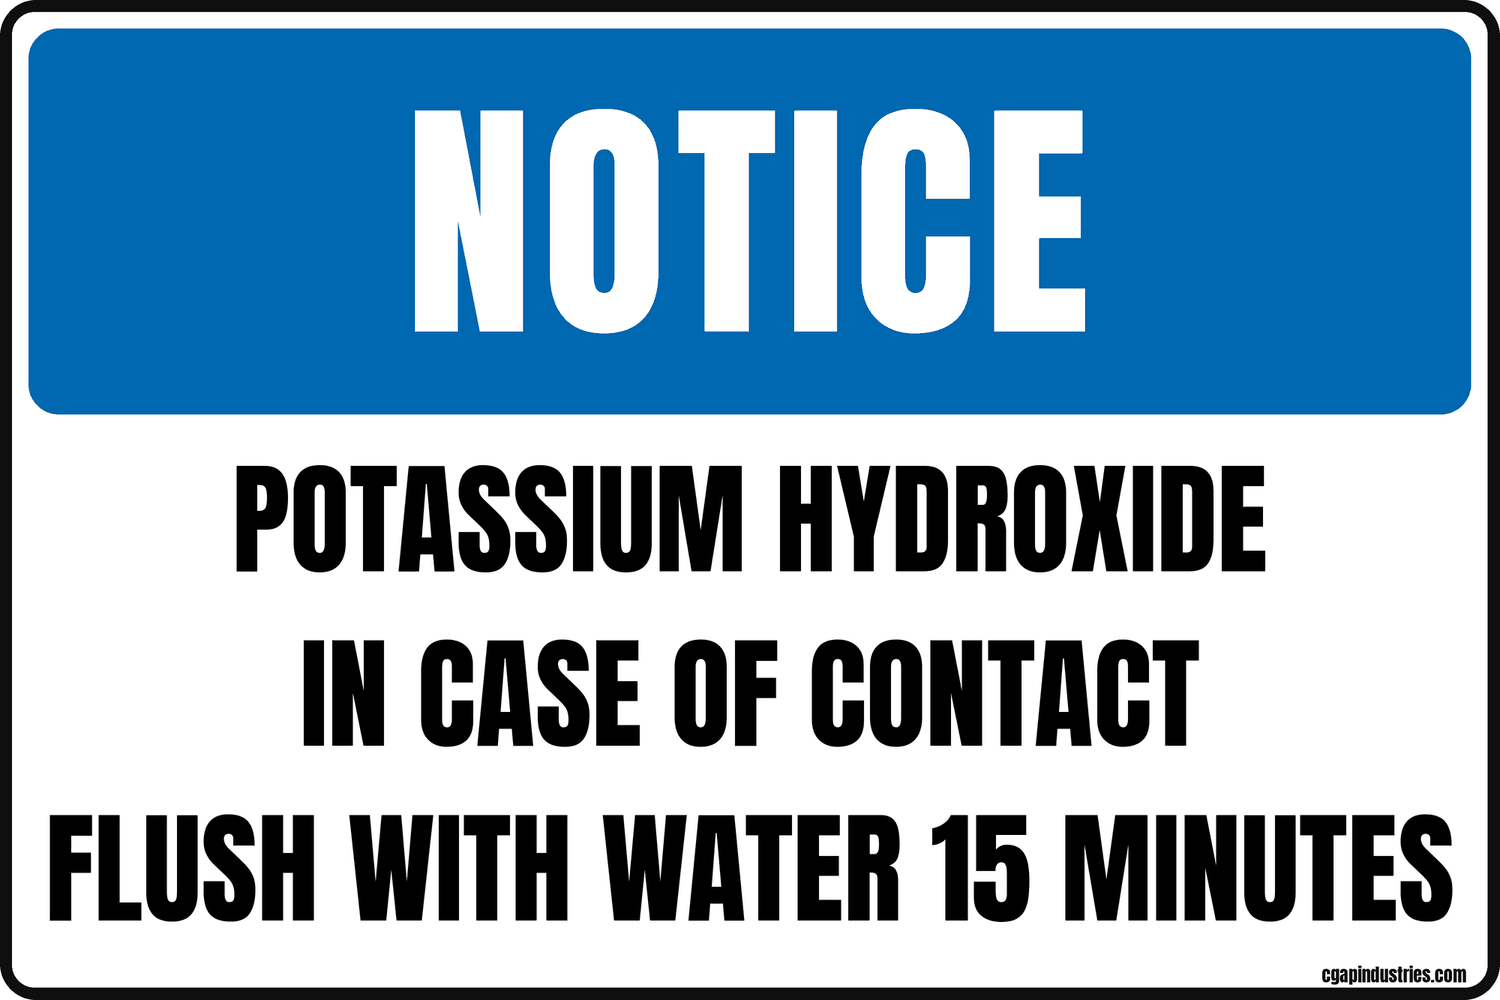 NOTICE
POTASSIUM HYDROXIDE
IN CASE OF CONTACT
FLUSH WITH WATER 15 MINUTES
cgapindustries.com